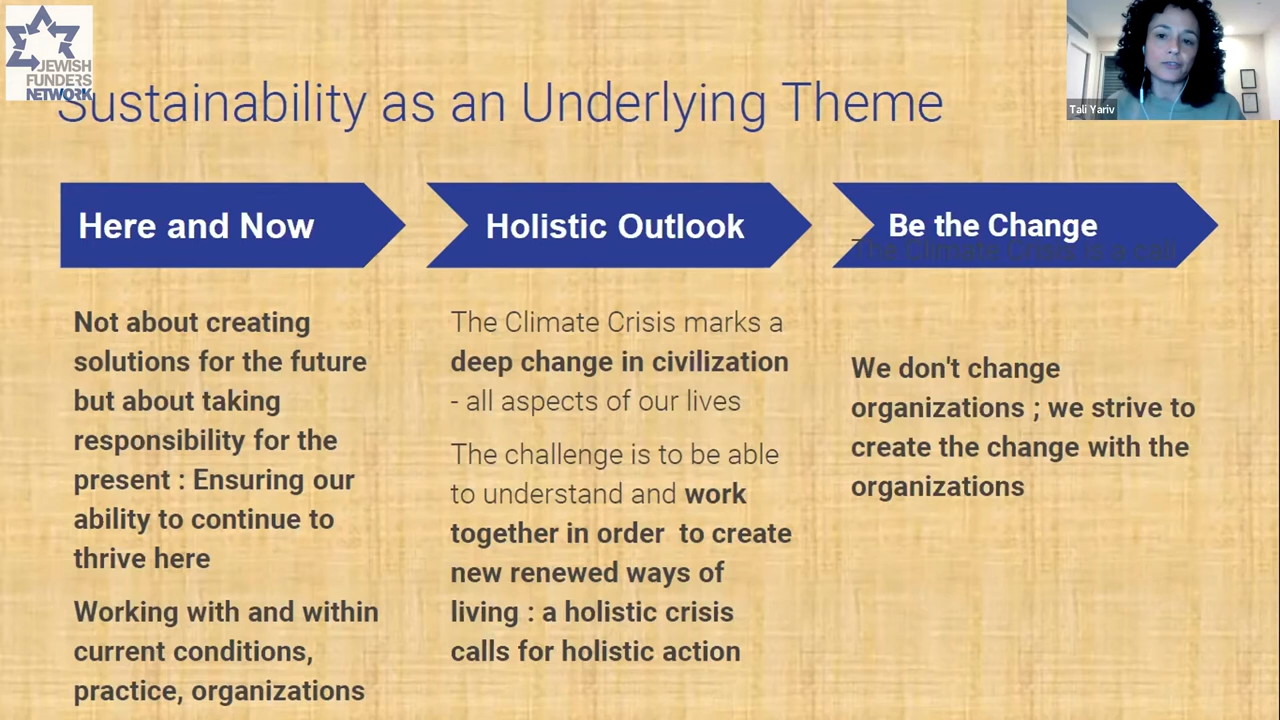 JEWISH
FUNDERS
NETWORK
Sustainability as an Underlying Theme
Tali Yariv
Here and Now
Not about creating
solutions for the future
but about taking
responsibility for the
present : Ensuring our
ability to continue to
thrive here
Working with and within
current conditions,
practice, organizations
Holistic Outlook
The Climate Crisis marks a
deep change in civilization
- all aspects of our lives
The challenge is to be able
to understand and work
together in order  to create
new renewed ways of
living : a holistic crisis
calls for holistic action
Be the Change
The Climate Crisis is a call
We don't change
organizations ; we strive to
create the change with the
organizations